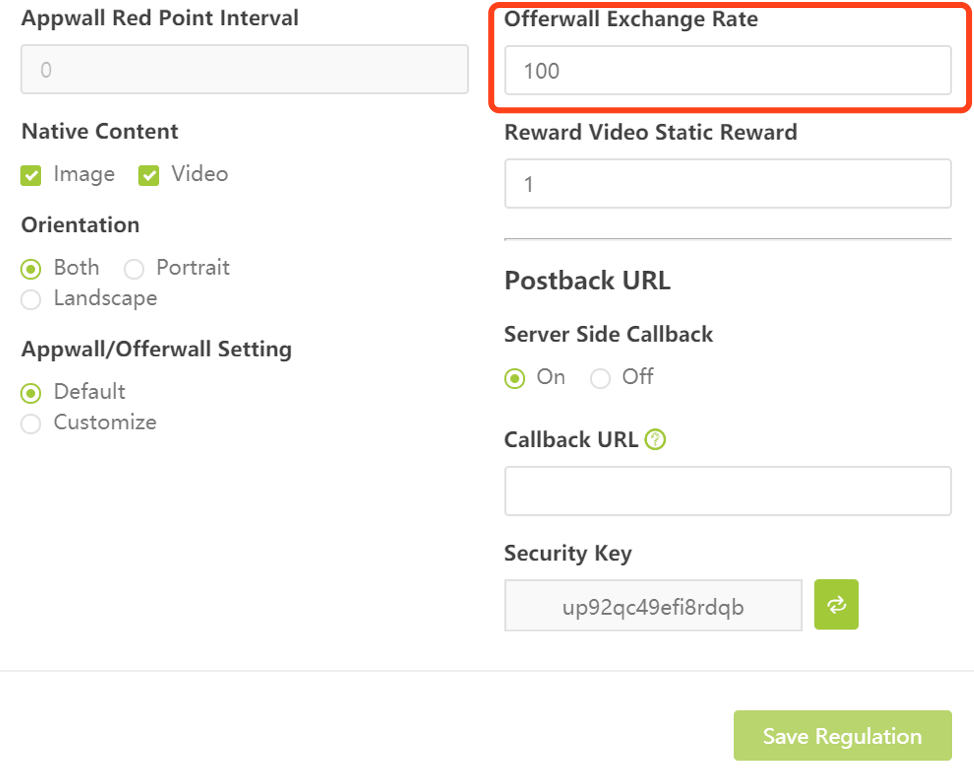 Appwall Red Point Interval
0
Native Content
Image Video
Orientation
Both Portrait
Landscape
Appwall/Offerwall Setting
Default
Customize
Offerwall Exchange Rate
100
Reward Video Static Reward
1
Postback URL
Server Side Callback
On Off
Callback URL ?
Security Key
up92qc49efi8rdqb
Save Regulation